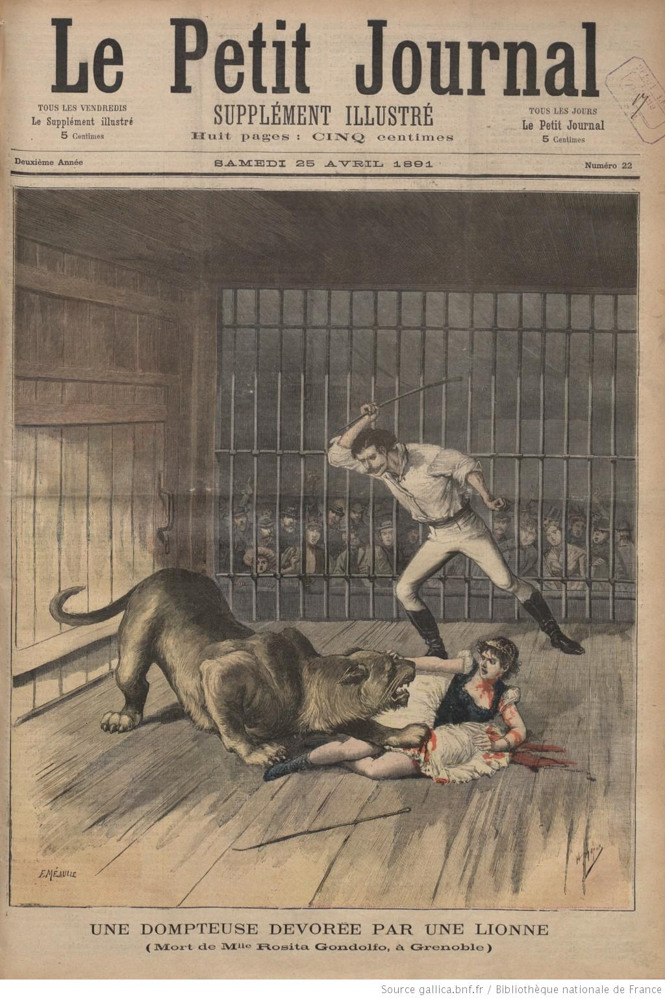 Le Petit Journal
TOUS LES VENDREDIS
Le Supplément illustré
5 Centimes
SUPPLÉMENT ILLUSTRÉ
Huit pages : CINQ centimes
TOUS LES JOURS
Le Petit Journal
5 Centimes
Deuxième Année
SAMEDI 25 AVRIL 1891
Numéro 22
F. MÉAULLE
UNE DOMPTEUSE DEVORÉE PAR UNE LIONNE
(Mort de Mlle Rosita Gondolfo, à Grenoble)
Source gallica.bnf.fr / Bibliothèque nationale de France